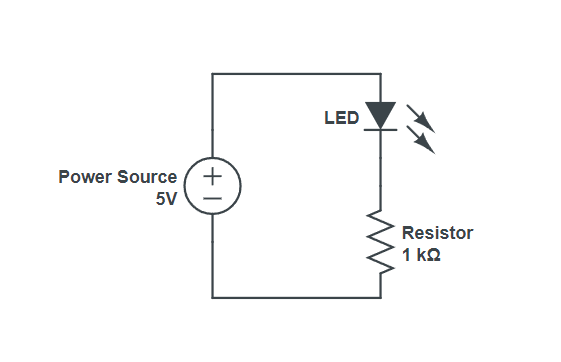 LED
Power Source
5V
Resistor
1 kΩ